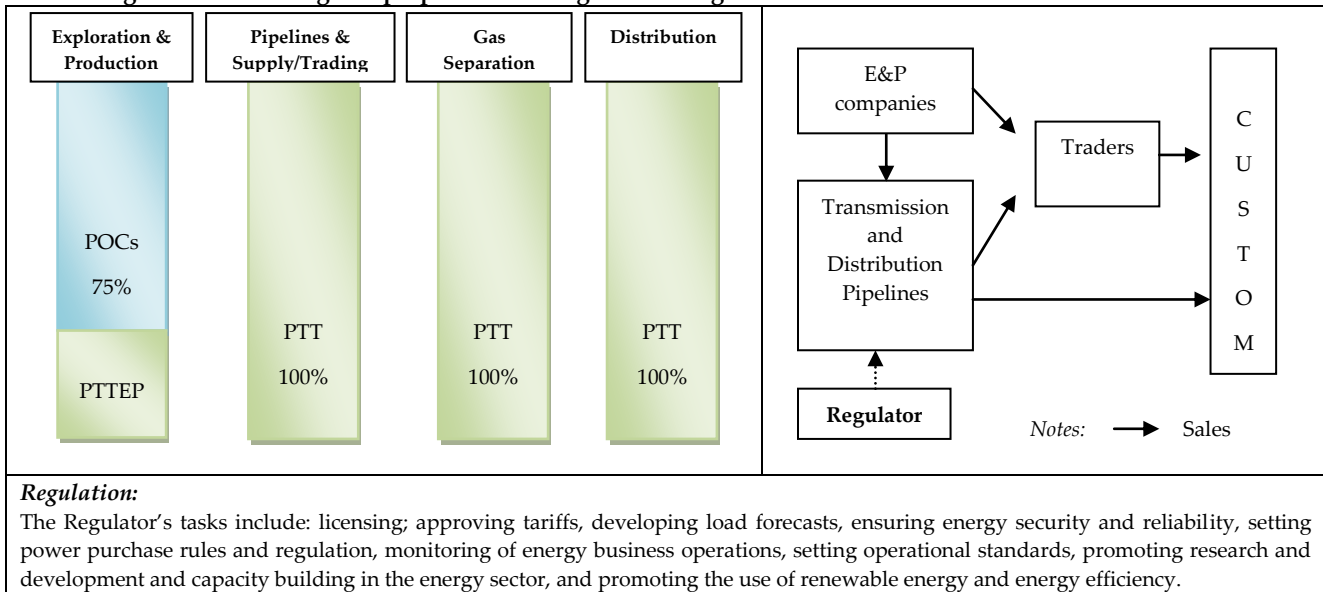 Exploration &
Production
Pipelines &
Supply/Trading
Gas
Separation
Distribution
POCs
75%
PTTEP
PTT
100%
PTT
100%
PTT
100%
E&P
companies
Traders
Transmission
and
Distribution
Pipelines
Regulator
C
U
S
T
O
M
Notes:
Sales
Regulation:
The Regulator's tasks include: licensing; approving tariffs, developing load forecasts, ensuring energy security and reliability, setting
power purchase rules and regulation, monitoring of energy business operations, setting operational standards, promoting research and
development and capacity building in the energy sector, and promoting the use of renewable energy and energy efficiency.